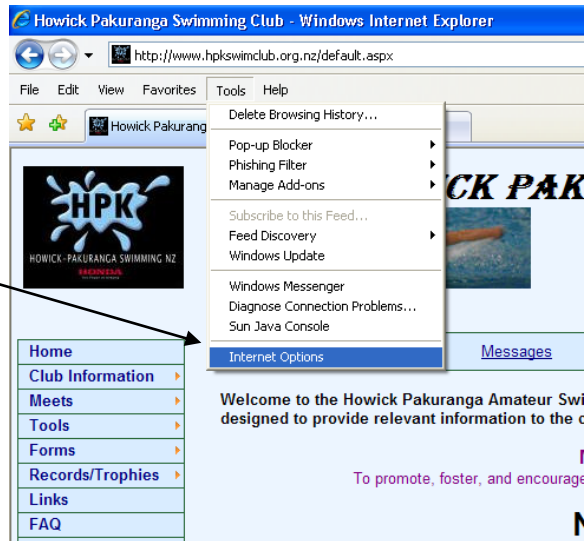 Howick Pakuranga Swimming Club - Windows Internet Explorer
http://www.hpkswimclub.org.nz/default.aspx
File Edit View Favorites Tools Help
Howick Pakurang
Delete Browsing History...
Pop-up Blocker
Phishing Filter
Manage Add-ons
Subscribe to this Feed...
Feed Discovery
Windows Update
Windows Messenger
Diagnose Connection Problems...
Sun Java Console
Internet Options
HPK
HOWICK-PAKURANGA SWIMMING NZ
HONDA
CK PAK
Messages
Home
Club Information
Meets
Tools
Forms
Records/Trophies
Links
FAQ
Welcome to the Howick Pakuranga Amateur Swi
designed to provide relevant information to the c
To promote, foster, and encourage
N